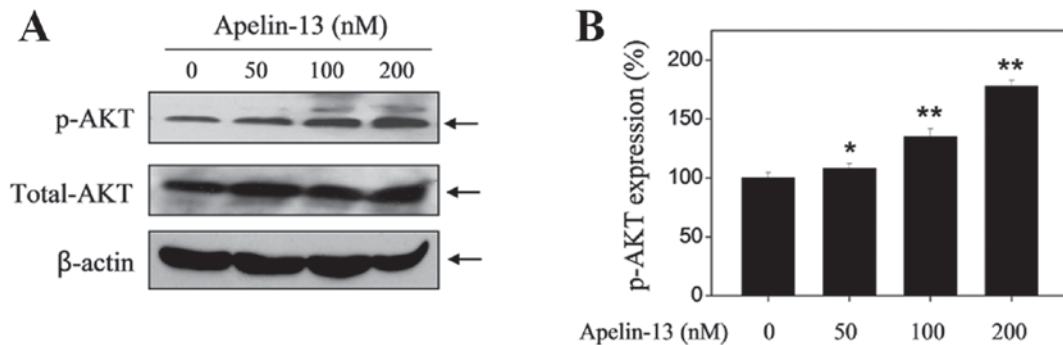 A
Apelin-13 (nM)
0 50 100 200
p-AKT
Total-AKT
β-actin
B
p-AKT expression (%)
200
150
100
50
0
*
**
**
Apelin-13 (nM) 0 50 100 200